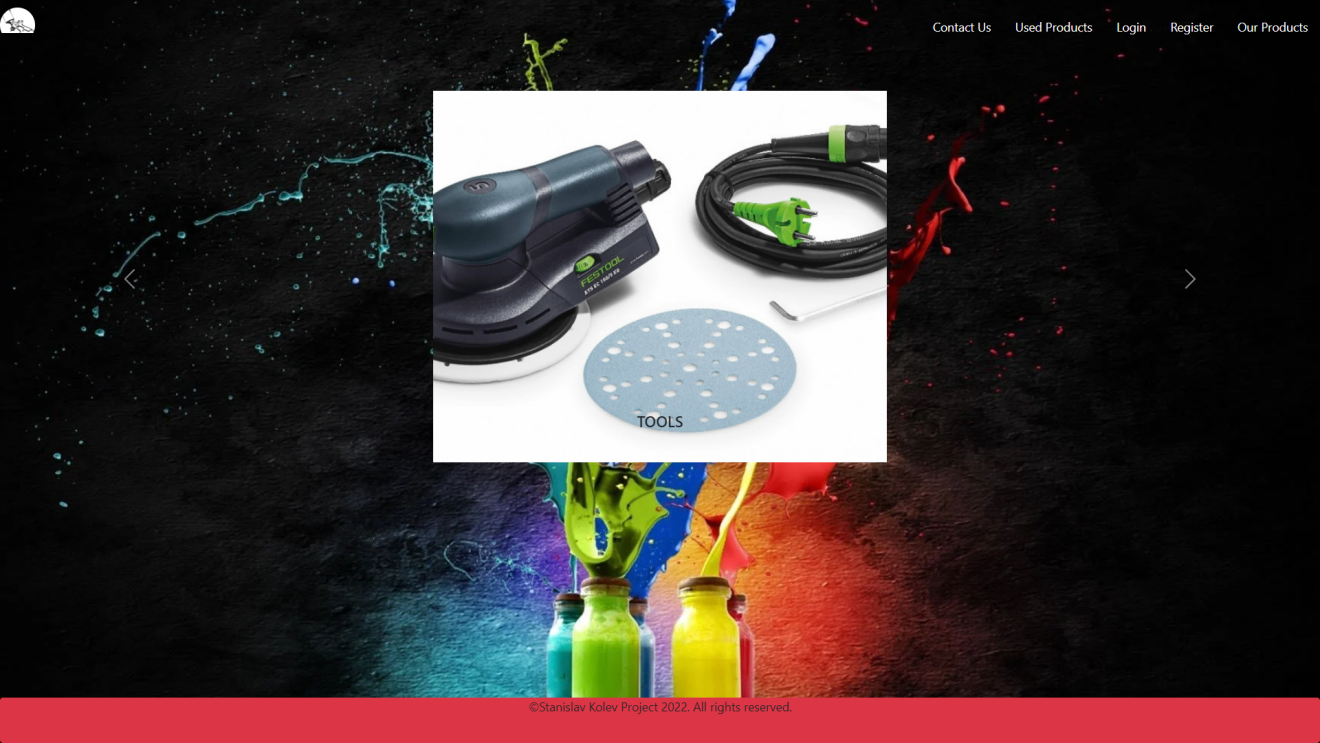 Contact Us
Used Products
Login
Register
Our Products
FESTOOL
TOOLS
©Stanislav Kolev Project 2022. All rights reserved.